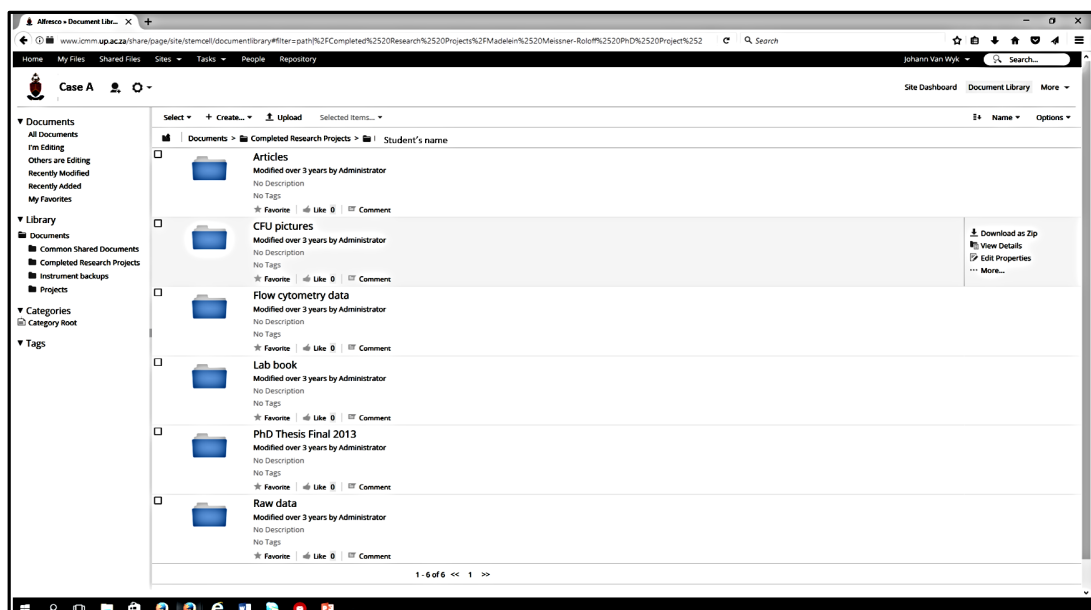 Alfresco » Document Libr...
www.icmm.up.ac.za/share/page/site/stemcell/documentlibrary#filter=path|%2FCompleted%2520Research%2520Projects%2FMadelein%2520Meissner-Roloff%2520PhD%2520Project%252 Search
Home My Files Shared Files Sites Tasks People Repository Johann Van Wyk Search...
Case A Site Dashboard Document Library More
Select + Create... Upload Selected Items... Name Options
Documents > Completed Research Projects > Student's name
Documents
All Documents
I'm Editing
Others are Editing
Recently Modified
Recently Added
My Favorites
Library
Documents
Common Shared Documents
Completed Research Projects
Instrument backups
Projects
Categories
Category Root
Tags
Articles
Modified over 3 years by Administrator
No Description
No Tags
Favorite Like 0 Comment
CFU pictures
Modified over 3 years by Administrator
No Description
No Tags
Favorite Like 0 Comment
Download as Zip
View Details
Edit Properties
More...
Flow cytometry data
Modified over 3 years by Administrator
No Description
No Tags
Favorite Like 0 Comment
Lab book
Modified over 3 years by Administrator
No Description
No Tags
Favorite Like 0 Comment
PhD Thesis Final 2013
Modified over 3 years by Administrator
No Description
No Tags
Favorite Like 0 Comment
Raw data
Modified over 3 years by Administrator
No Description
No Tags
Favorite Like 0 Comment
1 - 6 of 6 << 1 >>